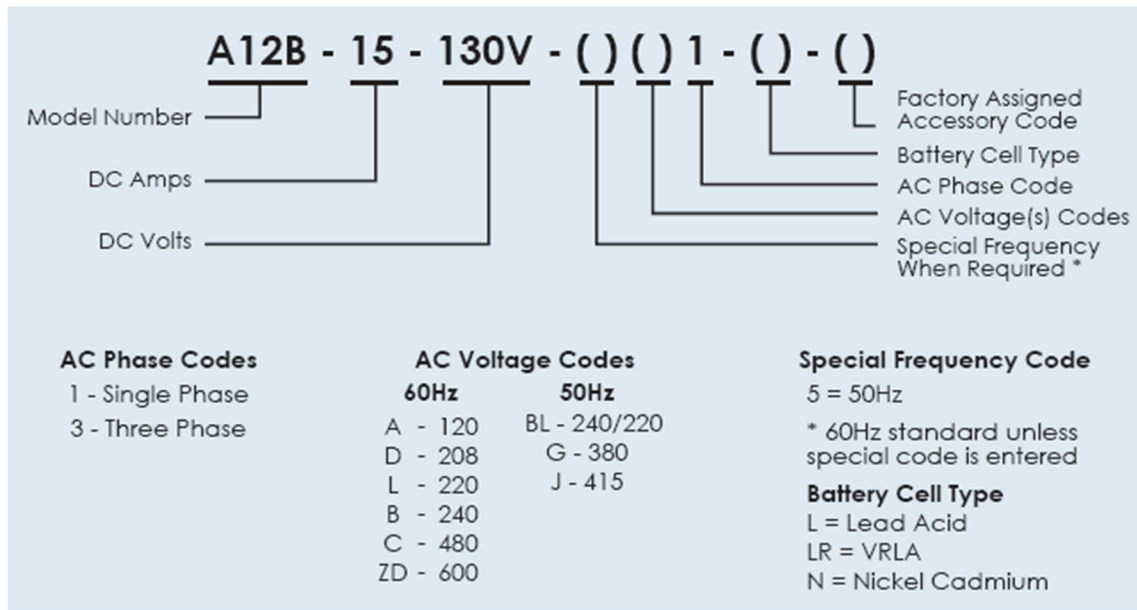 A12B - 15 - 130V - ( ) ( ) 1 - ( ) - ( )
Model Number
DC Amps
DC Volts
Factory Assigned
Accessory Code
Battery Cell Type
AC Phase Code
AC Voltage(s) Codes
Special Frequency
When Required *
AC Phase Codes
1 - Single Phase
3 - Three Phase
AC Voltage Codes
60Hz
A - 120
D - 208
L - 220
B - 240
C - 480
ZD - 600
50Hz
BL - 240/220
G - 380
J - 415
Special Frequency Code
5 = 50Hz
* 60Hz standard unless
special code is entered
Battery Cell Type
L = Lead Acid
LR = VRLA
N = Nickel Cadmium